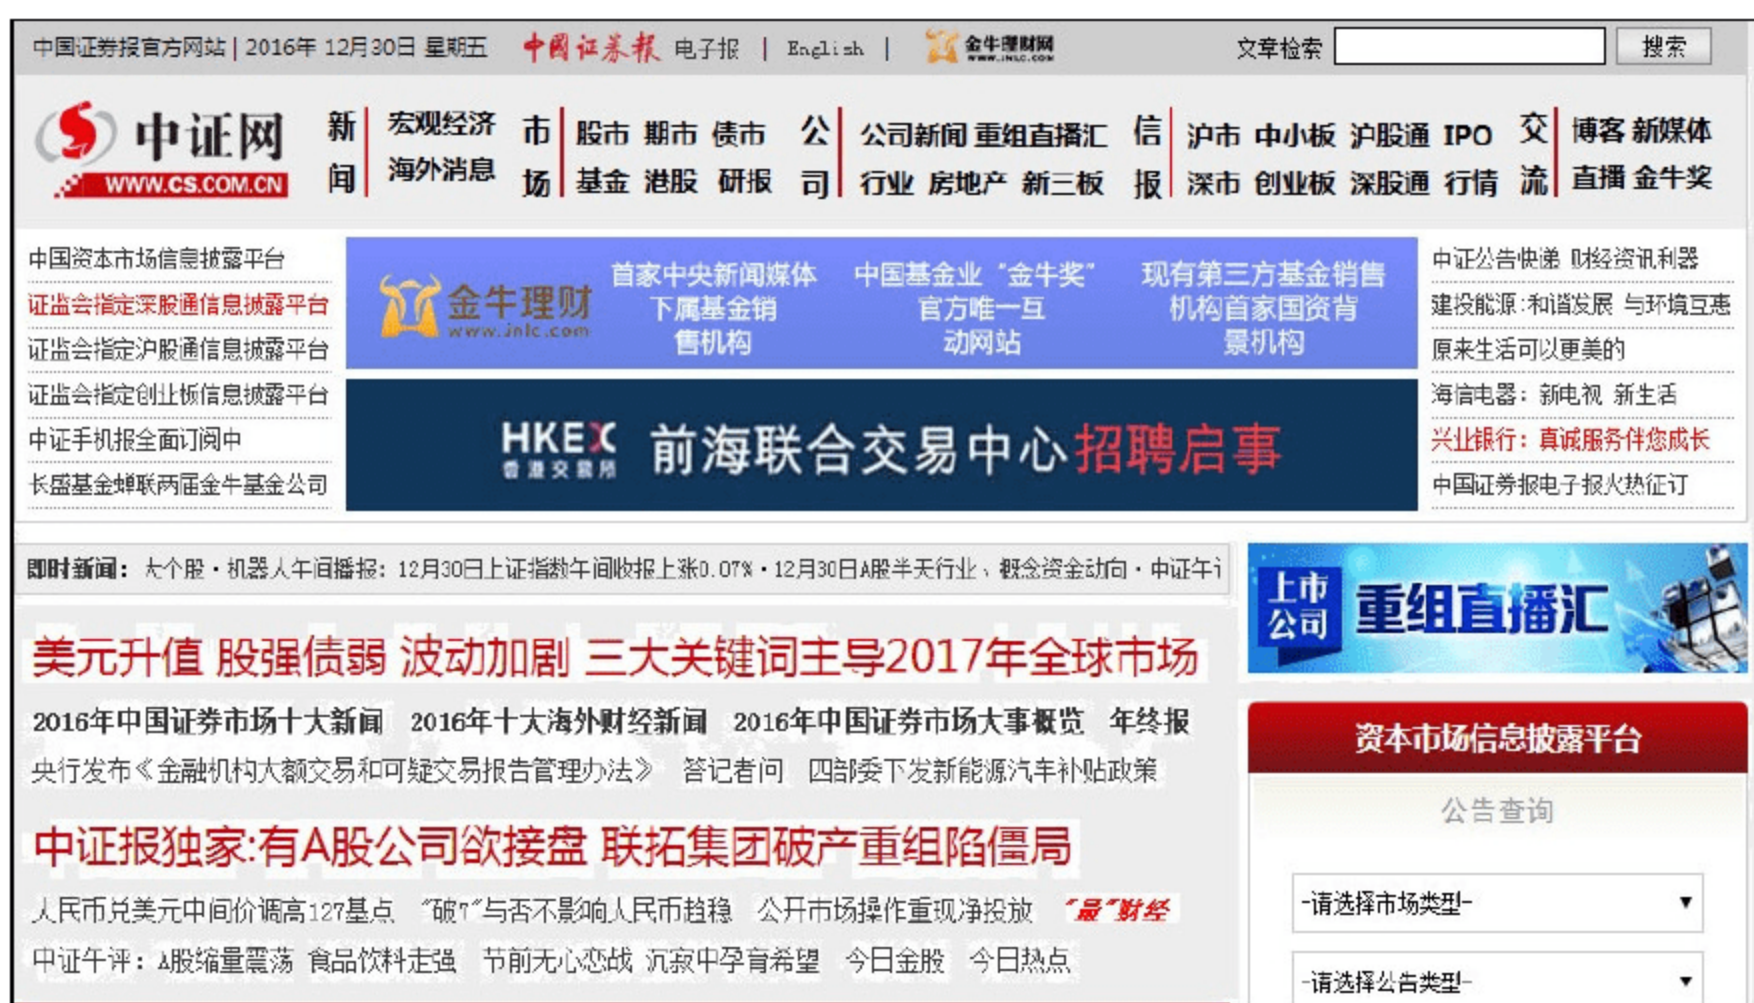 中国证券报官方网站 | 2016年 12月30日 星期五 中國证券报 电子报 | English | 金牛理财网 WWW.JNLC.COM 文章检索 搜索
中证网 WWW.CS.COM.CN
新闻 宏观经济 海外消息
市场 股市 期市 债市 基金 港股 研报
公司 公司新闻 重组直播汇 行业 房地产 新三板
信报 沪市 中小板 沪股通 IPO 深市 创业板 深股通 行情
交流 博客 新媒体 直播 金牛奖
中国资本市场信息披露平台
证监会指定深股通信息披露平台
证监会指定沪股通信息披露平台
证监会指定创业板信息披露平台
中证手机报全面订阅中
长盛基金蝉联两届金牛基金公司
金牛理财 www.jnlc.com
首家中央新闻媒体
下属基金销
售机构
中国基金业“金牛奖”
官方唯一互
动网站
现有第三方基金销售
机构首家国资背
景机构
HKEX 香港交易所 前海联合交易中心招聘启事
中证公告快递 财经资讯利器
建投能源:和谐发展 与环境互惠
原来生活可以更美的
海信电器：新电视 新生活
兴业银行：真诚服务伴您成长
中国证券报电子报火热征订
即时新闻：大个股·机器人午间播报：12月30日上证指数午间收报上涨0.07%·12月30日A股半天行业、概念资金动向·中证午
上市公司 重组直播汇
美元升值 股强债弱 波动加剧 三大关键词主导2017年全球市场
2016年中国证券市场十大新闻 2016年十大海外财经新闻 2016年中国证券市场大事概览 年终报
央行发布《金融机构大额交易和可疑交易报告管理办法》 答记者问 四部委下发新能源汽车补贴政策
中证报独家:有A股公司欲接盘 联拓集团破产重组陷僵局
人民币兑美元中间价调高127基点 “破7”与否不影响人民币趋稳 公开市场操作重现净投放 “最”财经
中证午评：A股缩量震荡 食品饮料走强 节前无心恋战 沉寂中孕育希望 今日金股 今日热点
资本市场信息披露平台
公告查询
-请选择市场类型-
-请选择公告类型-